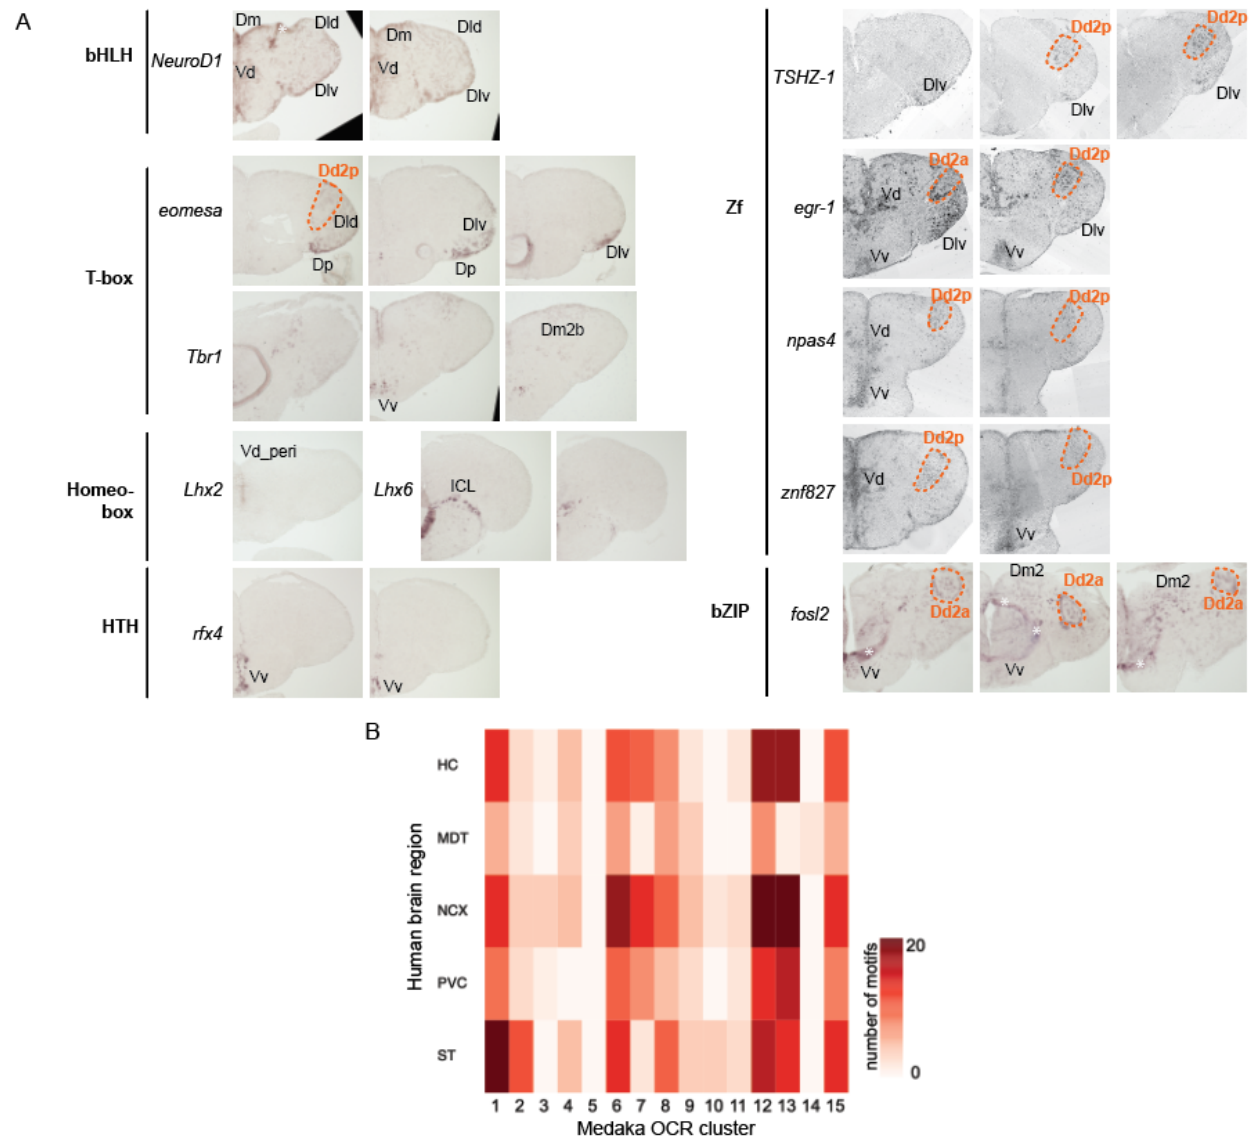 A
bHLH
NeuroD1
Dm
Dld
Vd
Dlv
Dm
Dld
Vd
Dlv
T-box
eomesa
Dd2p
Dld
Dp
Dlv
Dp
Dlv
Tbr1
Vv
Dm2b
Homeo-
box
Lhx2
Vd_peri
Lhx6
ICL
HTH
rfx4
Vv
Vv
Zf
TSHZ-1
Dlv
Dd2p
Dlv
Dd2p
Dlv
egr-1
Dd2a
Vd
Vv
Dlv
Dd2p
Vv
Dlv
npas4
Dd2p
Vd
Vv
Dd2p
znf827
Dd2p
Vd
Dd2p
Vv
bZIP
fosl2
Dd2a
Vv
Dm2
Dd2a
Vv
Dm2
Dd2a
B
Human brain region
HC
MDT
NCX
PVC
ST
1 2 3 4 5 6 7 8 9 10 11 12 13 14 15
Medaka OCR cluster
number of motifs
20
0